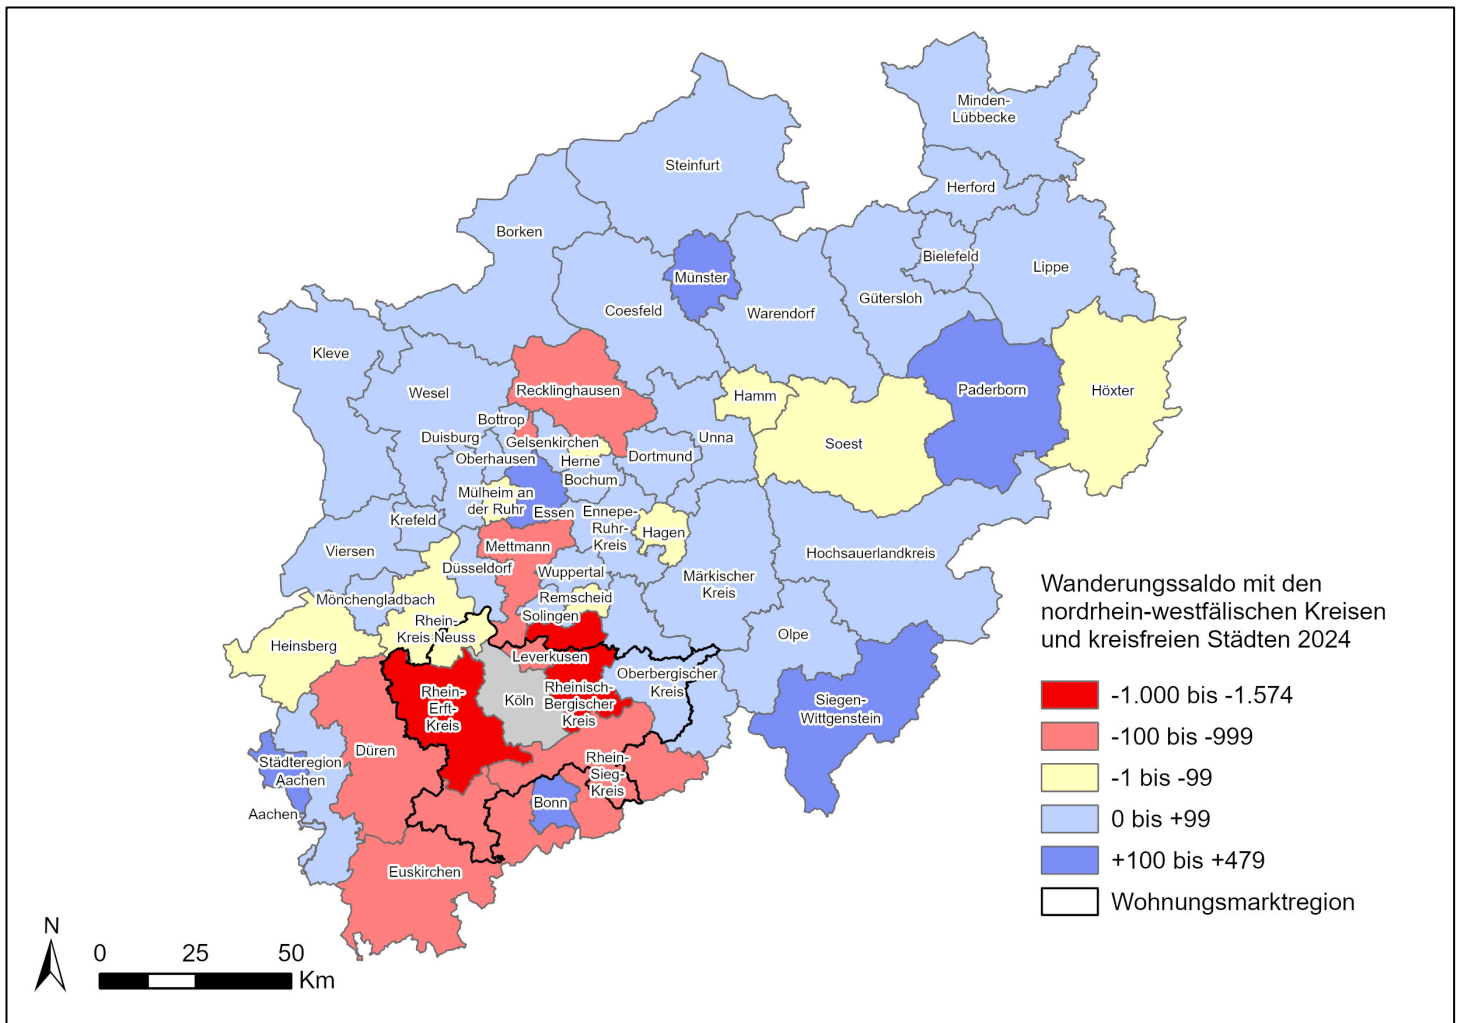 Minden-
Lübbecke
Steinfurt
Herford
Borken
Bielefeld
Lippe
Münster
Gütersloh
Coesfeld
Warendorf
Kleve
Wesel
Recklinghausen
Hamm
Paderborn
Höxter
Bottrop
Duisburg
Gelsenkirchen
Unna
Soest
Oberhausen
Herne
Dortmund
Bochum
Mülheim an
der Ruhr
Essen
Ennepe-
Ruhr-
Kreis
Krefeld
Hagen
Viersen
Mettmann
Hochsauerlandkreis
Düsseldorf
Wuppertal
Märkischer
Kreis
Mönchengladbach
Remscheid
Solingen
Rhein-
Kreis Neuss
Heinsberg
Olpe
Leverkusen
Oberbergischer
Kreis
Rhein-
Erft-
Kreis
Köln
Rheinisch-
Bergischer
Kreis
Siegen-
Wittgenstein
Düren
Städteregion
Aachen
Rhein-
Sieg-
Kreis
Bonn
Aachen
Euskirchen
Wanderungssaldo mit den
nordrhein-westfälischen Kreisen
und kreisfreien Städten 2024
-1.000 bis -1.574
-100 bis -999
-1 bis -99
0 bis +99
+100 bis +479
Wohnungsmarktregion
N
0 25 50
Km